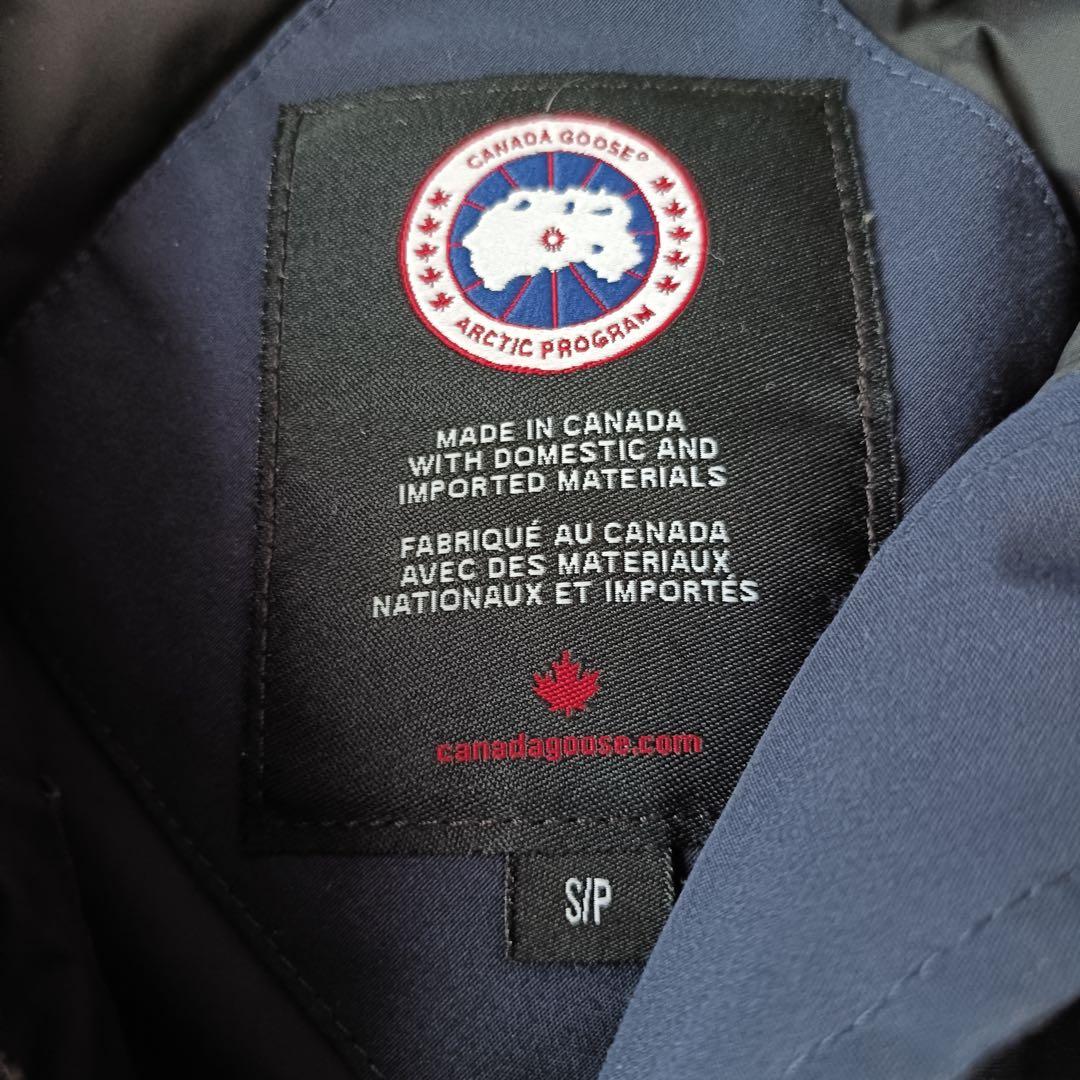 CANADA GOOSE®
ARCTIC PROGRAM
MADE IN CANADA
WITH DOMESTIC AND
IMPORTED MATERIALS
FABRIQUÉ AU CANADA
AVEC DES MATERIAUX
NATIONAUX ET IMPORTÉS
canadagoose.com
S/P